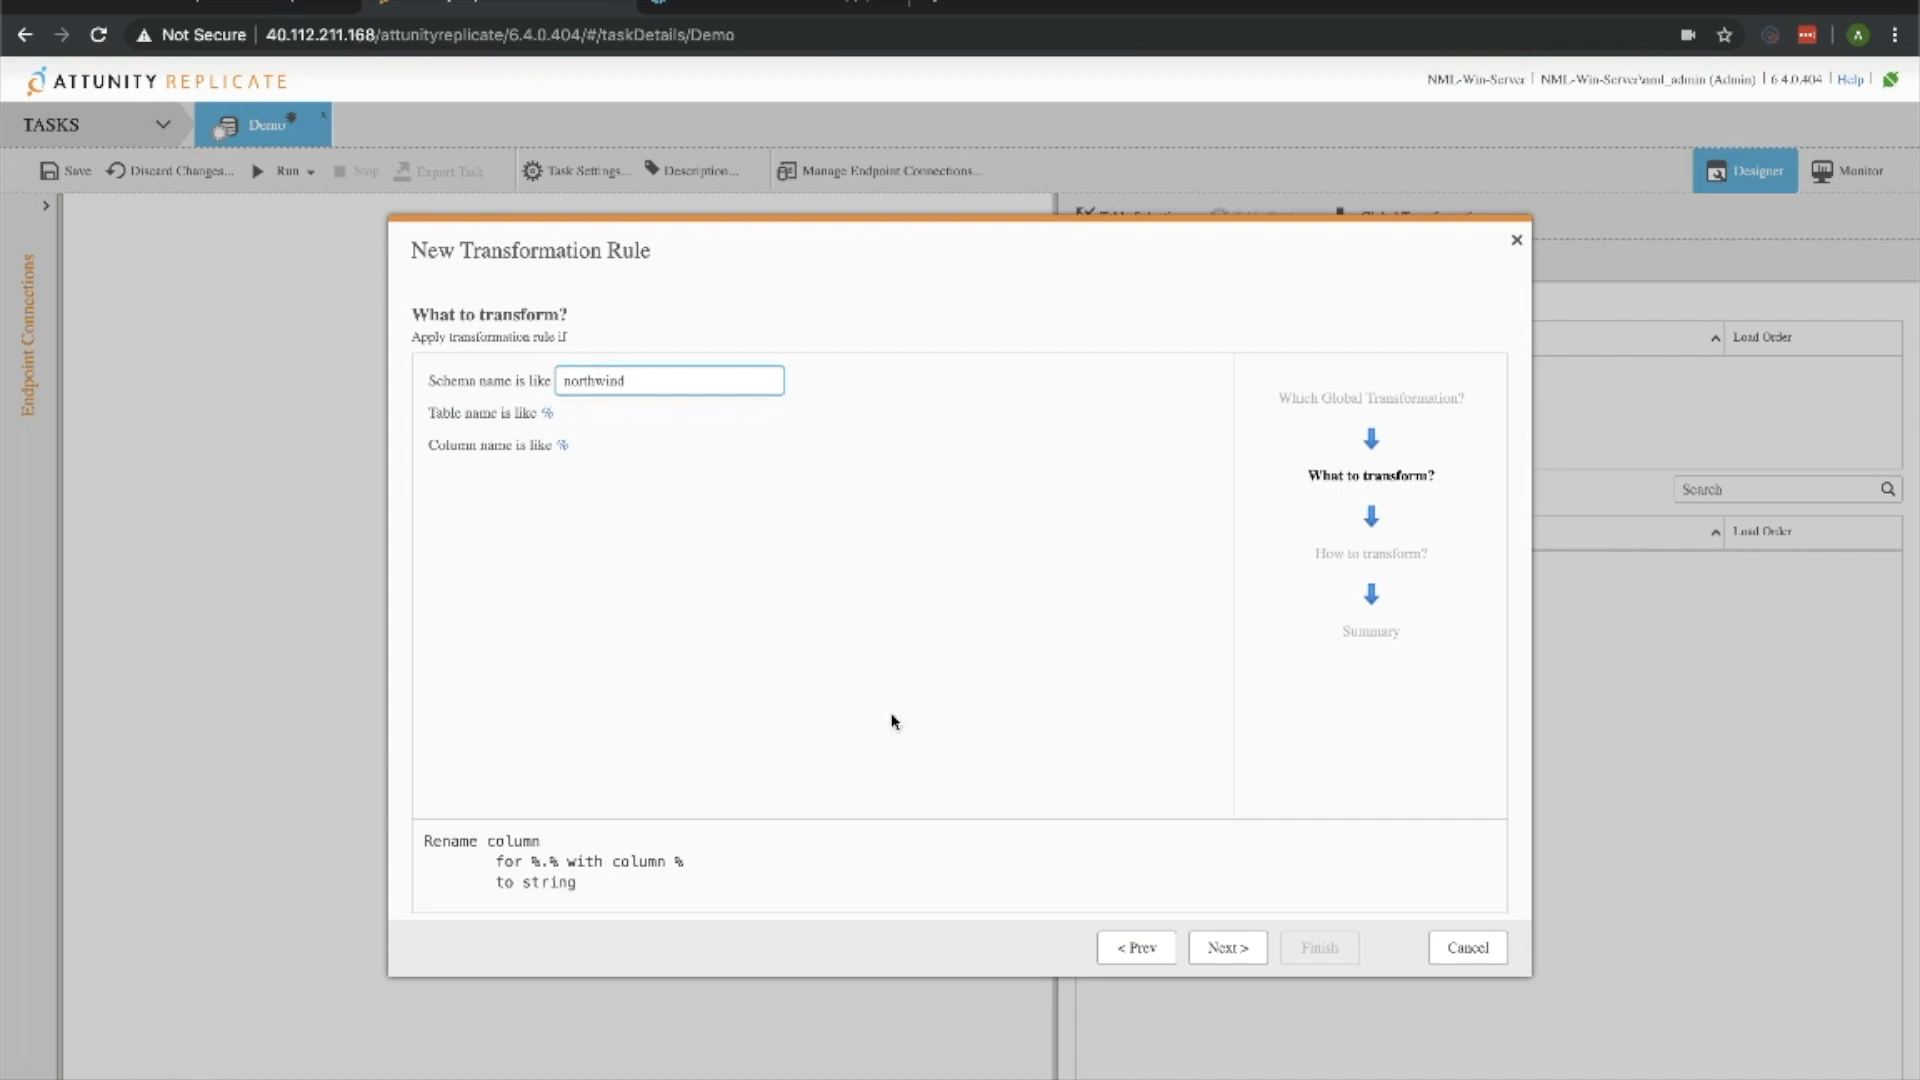 Not Secure | 40.112.211.168/attunityreplicate/6.4.0.404/#/taskDetails/Demo
ATTUNITY REPLICATE
NML-Win-Server | NML-Win-Server\nml_admin (Admin) | 6.4.0.404 | Help |
TASKS
Demo
Save
Discard Changes...
Run
Stop
Export Task
Task Settings...
Description...
Manage Endpoint Connections...
Designer
Monitor
Endpoint Connections
New Transformation Rule
What to transform?
Apply transformation rule if
Schema name is like northwind
Table name is like %
Column name is like %
Which Global Transformation?
What to transform?
How to transform?
Summary
Load Order
Search
Load Order
Rename column
for %.% with column %
to string
< Prev
Next >
Finish
Cancel